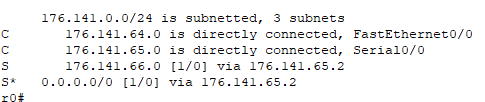 176.141.0.0/24 is subnetted, 3 subnets
C 176.141.64.0 is directly connected, FastEthernet0/0
C 176.141.65.0 is directly connected, Serial0/0
S 176.141.66.0 [1/0] via 176.141.65.2
S* 0.0.0.0/0 [1/0] via 176.141.65.2
r0#